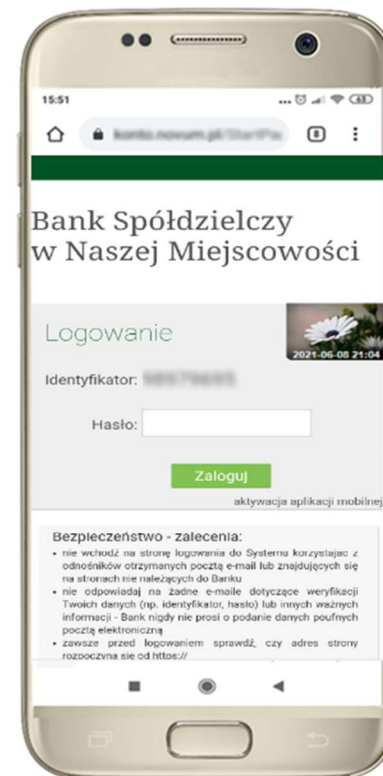 15:51
... 63
8
Bank Spółdzielczy
w Naszej Miejscowości
Logowanie
2021-06-08 21:04
Identyfikator:
Hasło:
Zaloguj
aktywacja aplikacji mobilnej
Bezpieczeństwo - zalecenia:
• nie wchodź na stronę logowania do Systemu korzystając z
odnośników otrzymanych pocztą e-mail lub znajdujących się
na stronach nie należących do Banku
• nie odpowiadaj na żadne e-maile dotyczące weryfikacji
Twoich danych (np. identyfikator, hasło) lub innych ważnych
informacji - Bank nigdy nie prosi o podanie danych poufnych
pocztą elektroniczną
• zawsze przed logowaniem sprawdź, czy adres strony
rozpoczyna się od https://